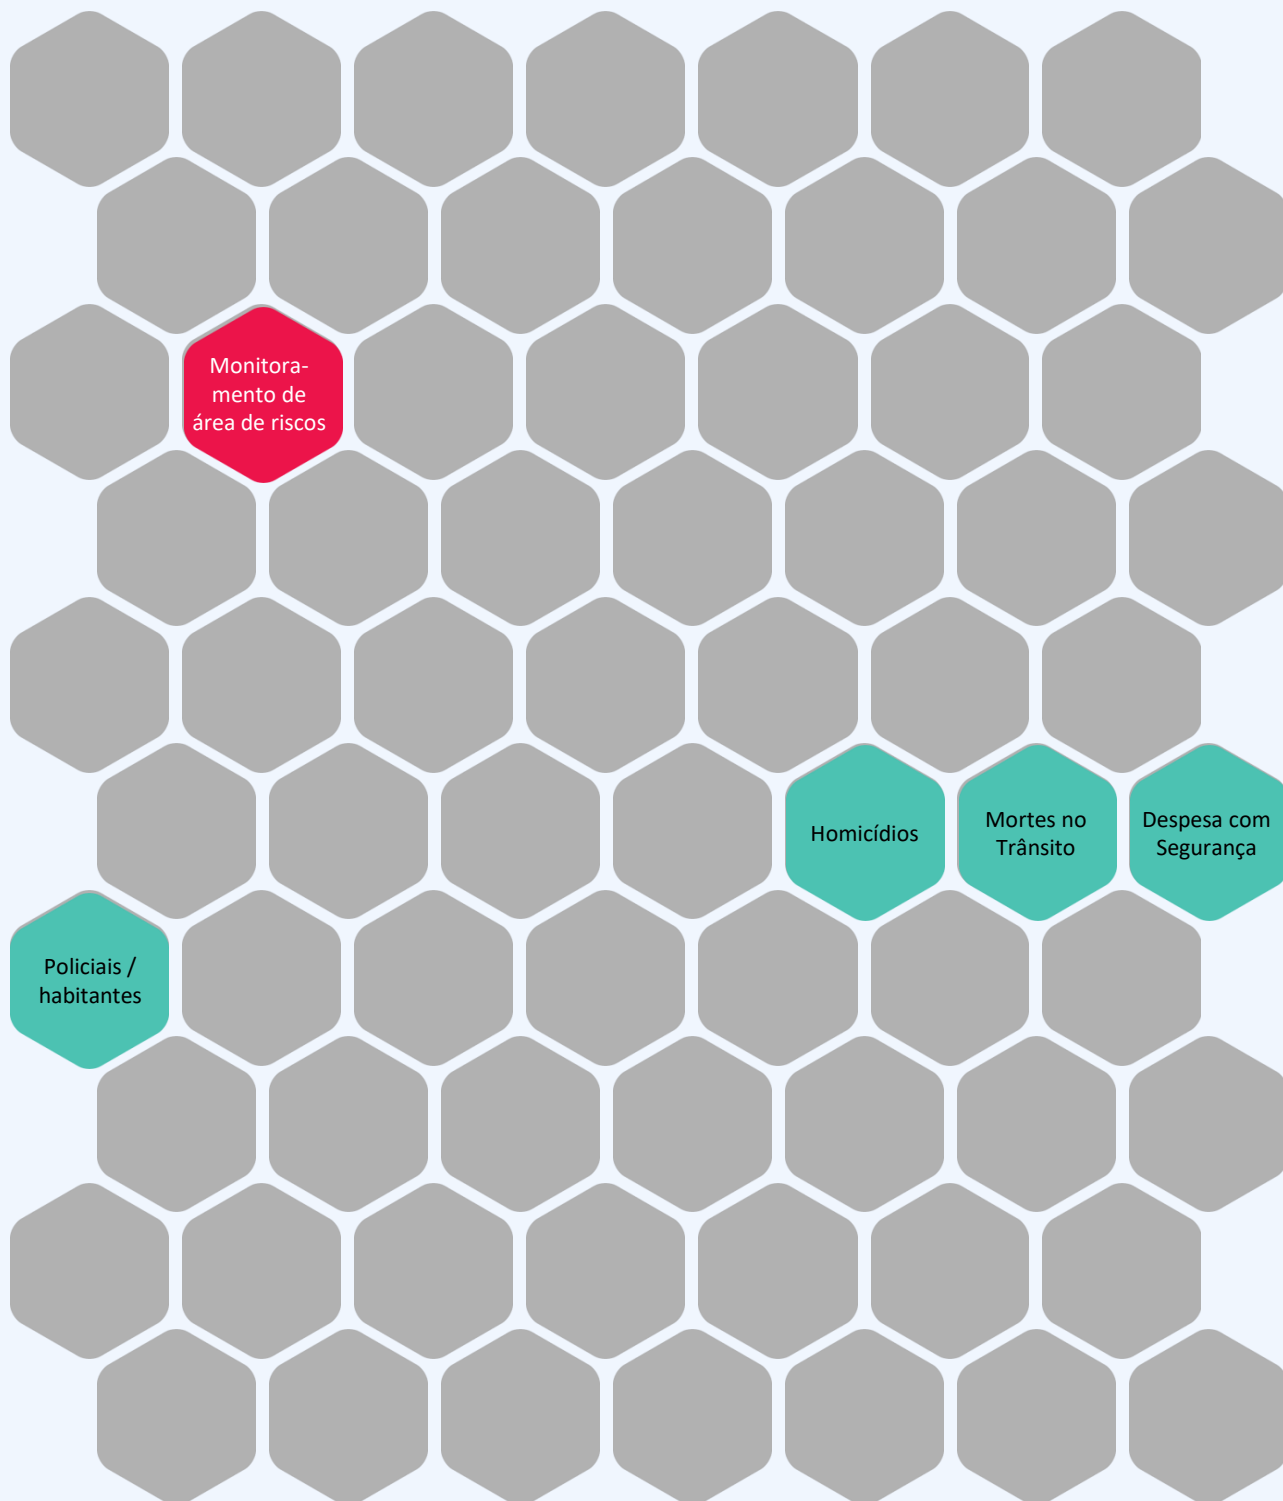 Monitora-
mento de
área de riscos
Homicídios
Mortes no
Trânsito
Despesa com
Segurança
Policiais /
habitantes